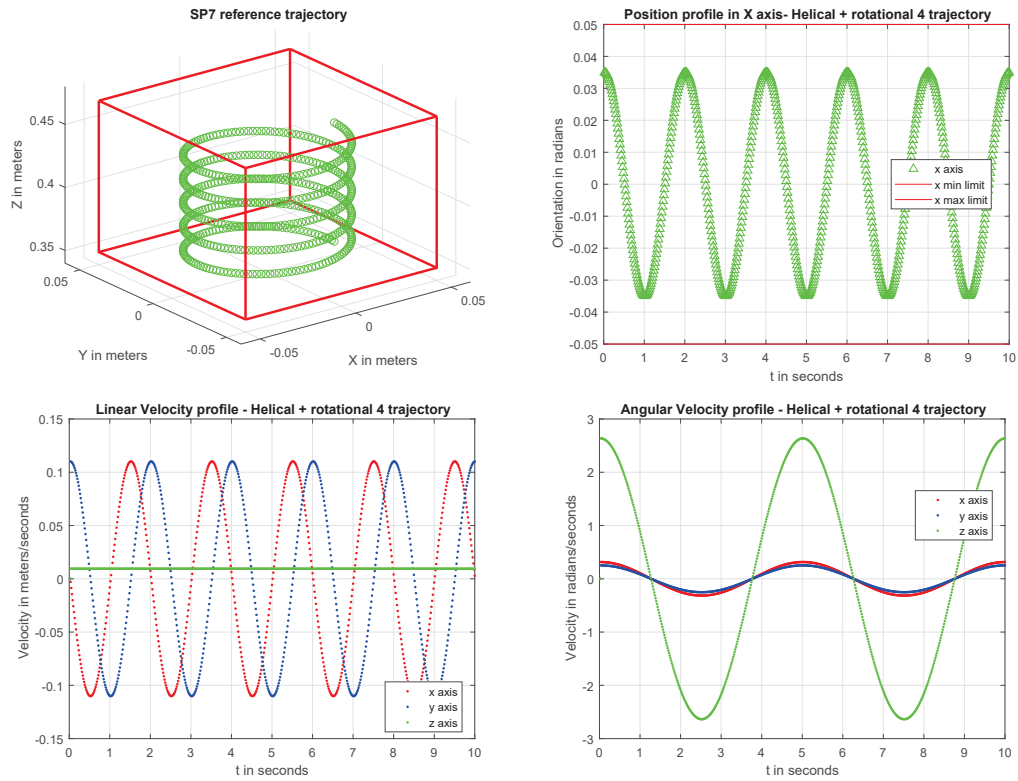 SP7 reference trajectory
0.45
0.4
0.35
Z in meters
0.05
0
-0.05
Y in meters
-0.05
0
0.05
X in meters
Position profile in X axis- Helical + rotational 4 trajectory
0.05
0.04
0.03
0.02
0.01
0
-0.01
-0.02
-0.03
-0.04
-0.05
Orientation in radians
x axis
x min limit
x max limit
0 1 2 3 4 5 6 7 8 9 10
t in seconds
Linear Velocity profile - Helical + rotational 4 trajectory
0.15
0.1
0.05
0
-0.05
-0.1
-0.15
Velocity in meters/seconds
x axis
y axis
z axis
0 1 2 3 4 5 6 7 8 9 10
t in seconds
Angular Velocity profile - Helical + rotational 4 trajectory
3
2
1
0
-1
-2
-3
Velocity in radians/seconds
x axis
y axis
z axis
0 1 2 3 4 5 6 7 8 9 10
t in seconds